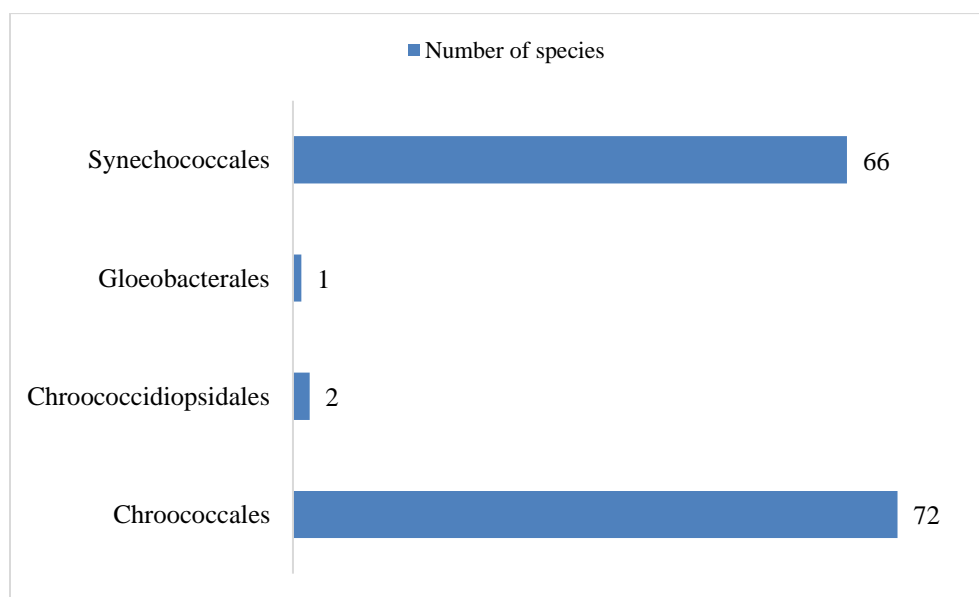 Number of species
Synechococcales 66
Gloeobacterales 1
Chroococcidiopsidales 2
Chroococcales 72